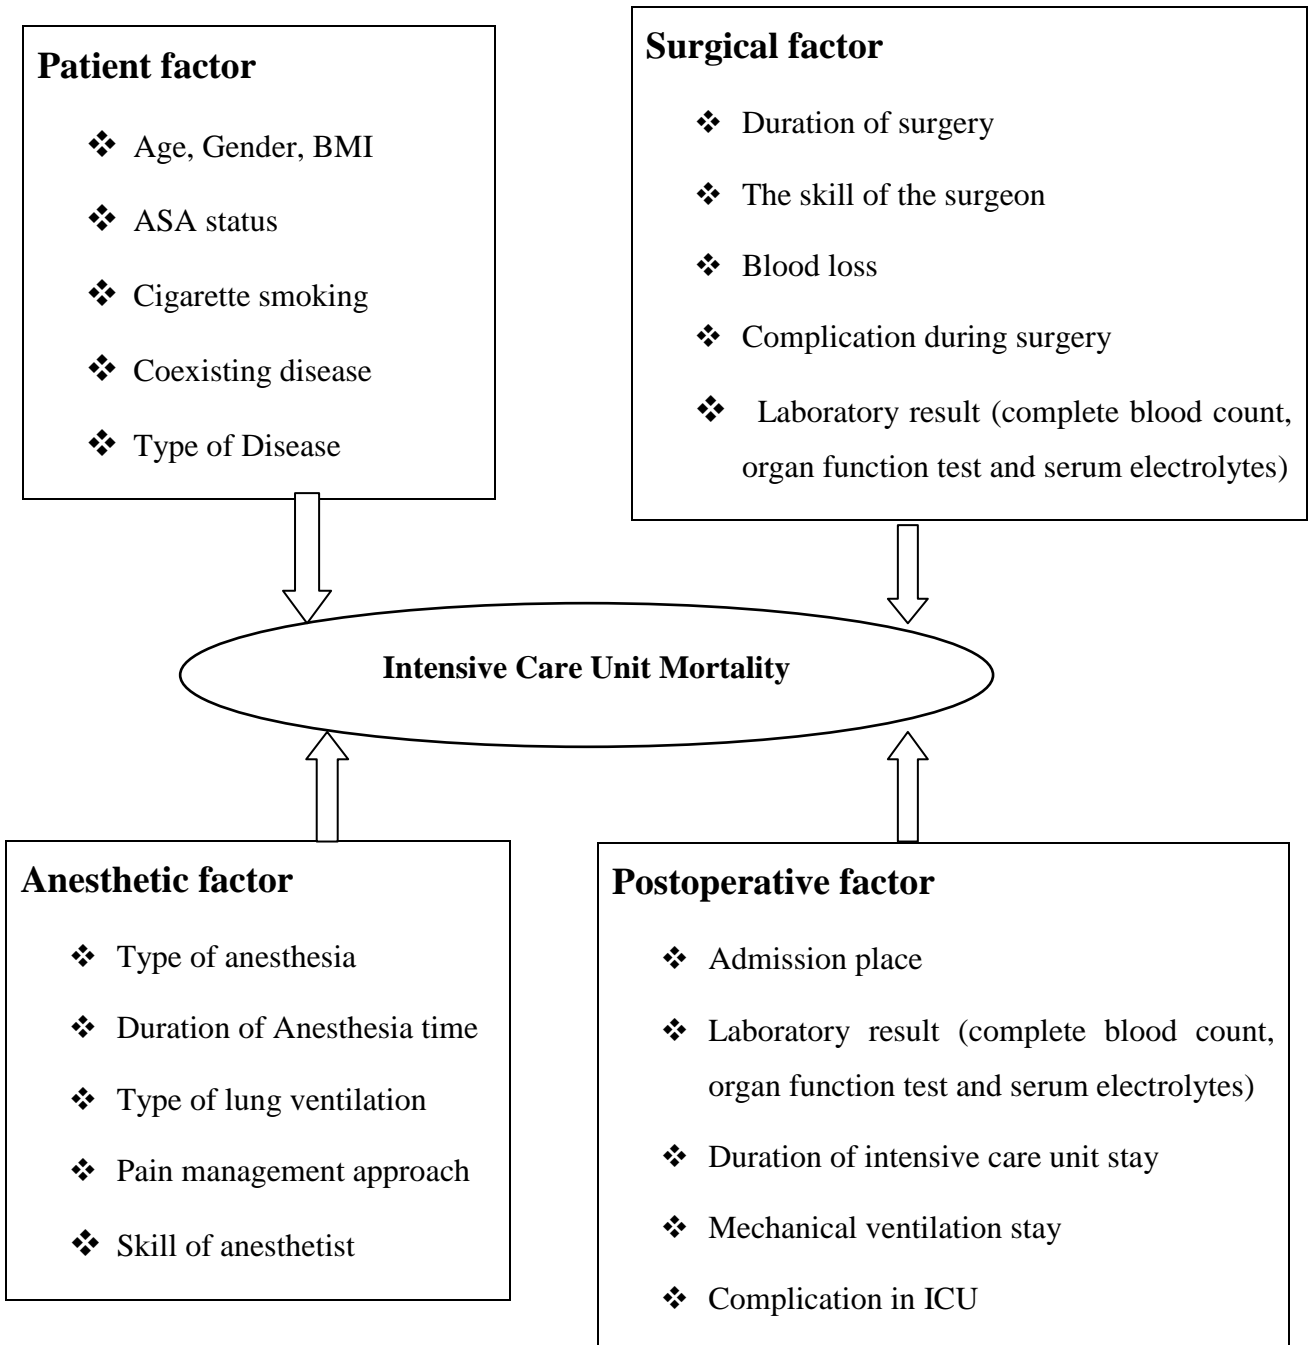 Patient factor
❖ Age, Gender, BMI
❖ ASA status
❖ Cigarette smoking
❖ Coexisting disease
❖ Type of Disease
Surgical factor
❖ Duration of surgery
❖ The skill of the surgeon
❖ Blood loss
❖ Complication during surgery
❖ Laboratory result (complete blood count,
organ function test and serum electrolytes)
Intensive Care Unit Mortality
Anesthetic factor
❖ Type of anesthesia
❖ Duration of Anesthesia time
❖ Type of lung ventilation
❖ Pain management approach
❖ Skill of anesthetist
Postoperative factor
❖ Admission place
❖ Laboratory result (complete blood count,
organ function test and serum electrolytes)
❖ Duration of intensive care unit stay
❖ Mechanical ventilation stay
❖ Complication in ICU